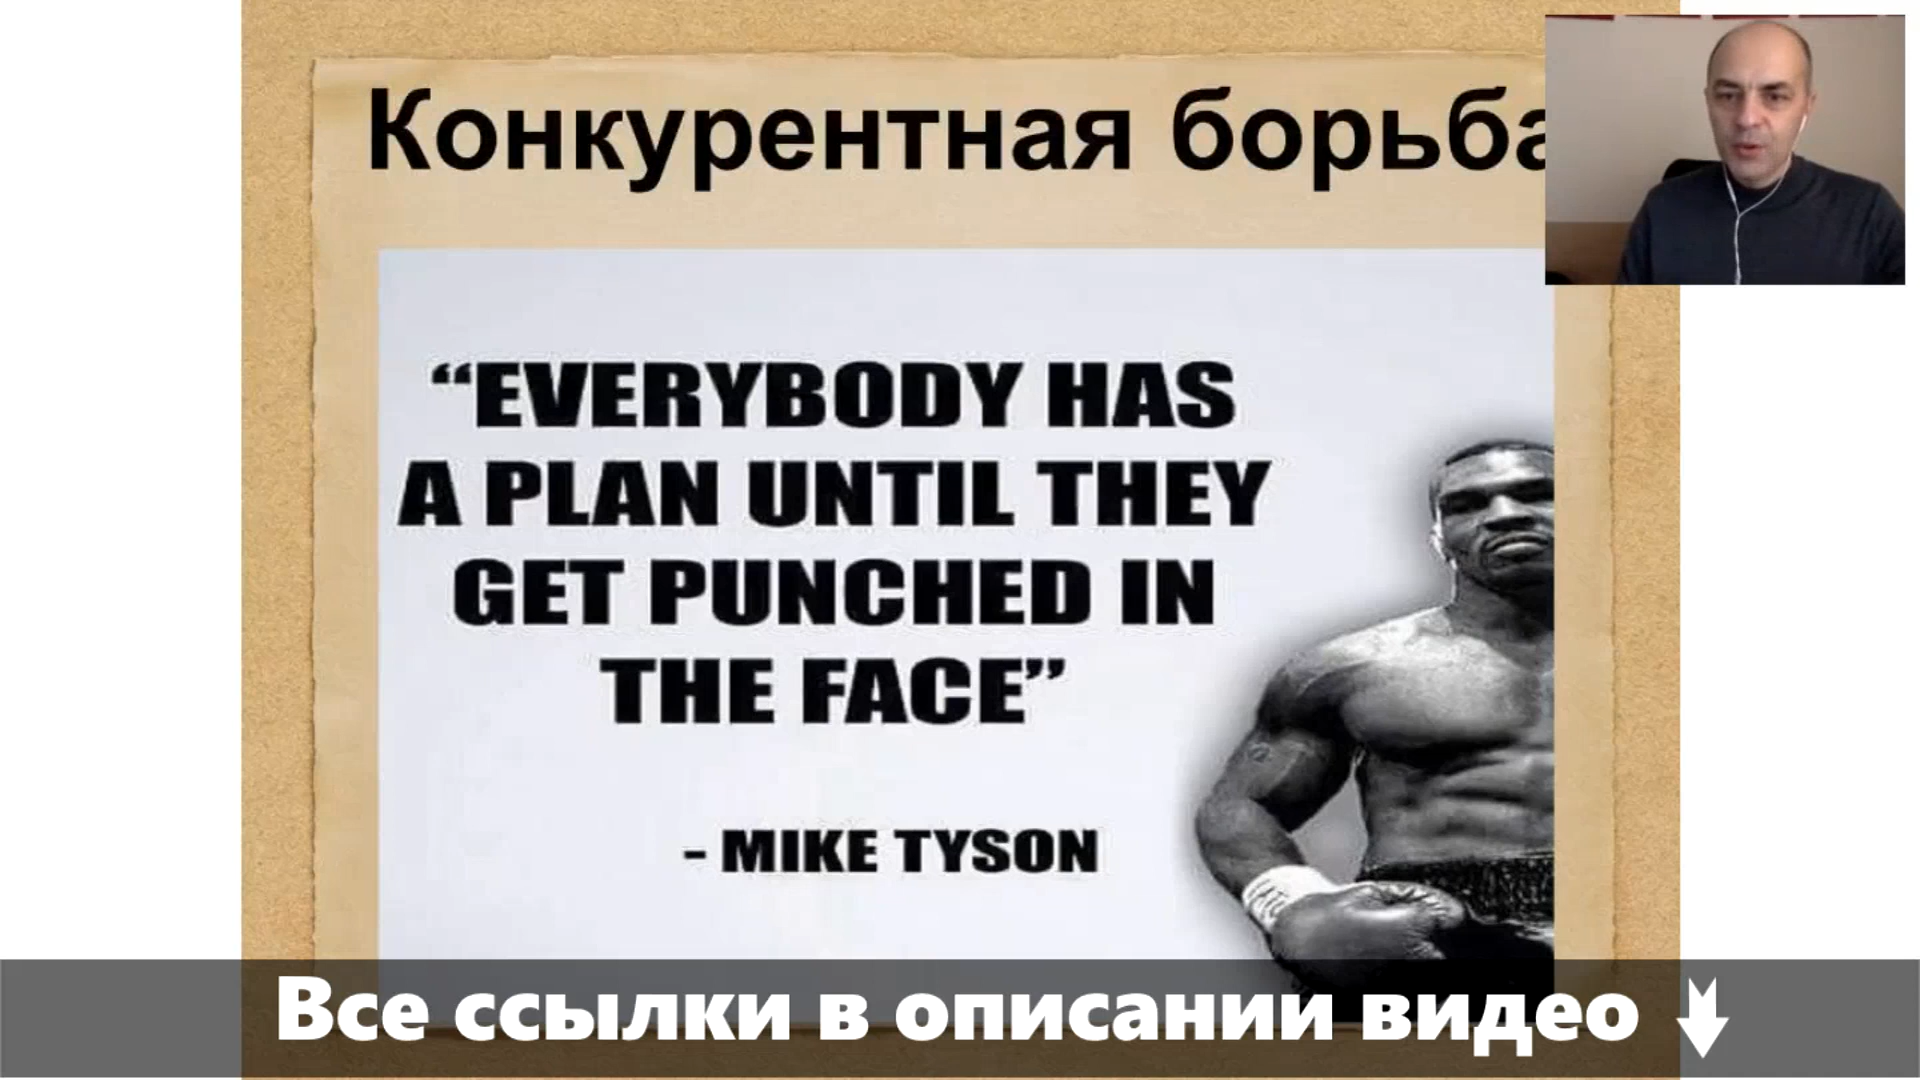 Конкурентная борьба
“EVERYBODY HAS
A PLAN UNTIL THEY
GET PUNCHED IN
THE FACE”
- MIKE TYSON
Все ссылки в описании видео